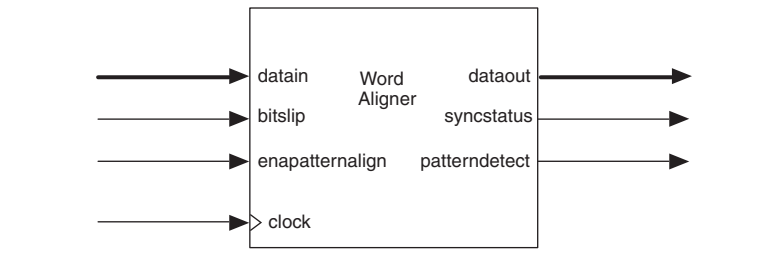 datain
Word
Aligner
dataout
bitslip
syncstatus
enapatternalign
patterndetect
clock